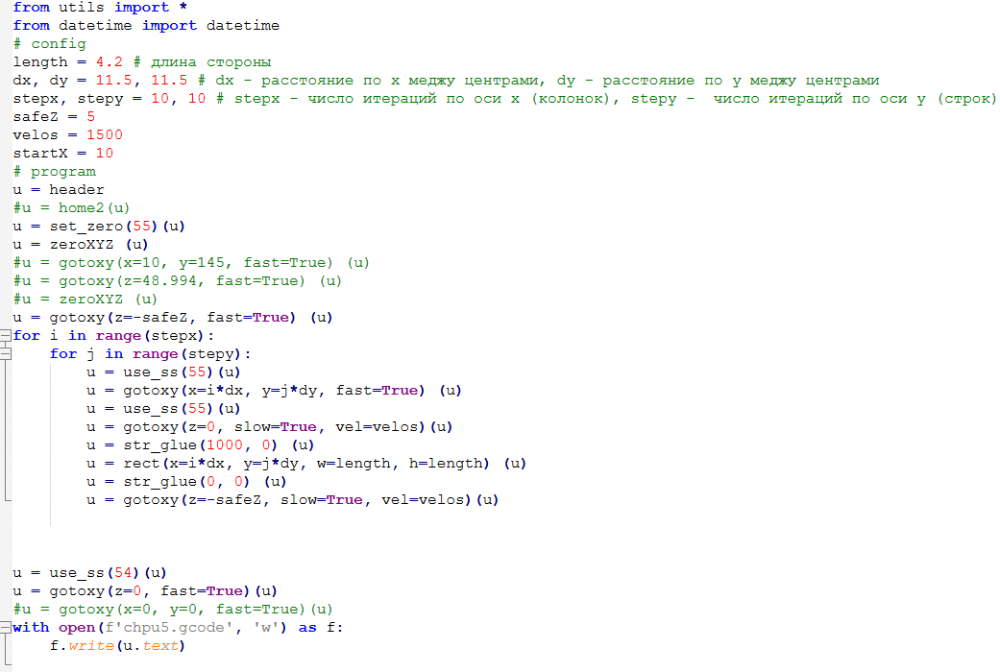 from utils import *
from datetime import datetime
# config
length = 4.2 # длина стороны
dx, dy = 11.5, 11.5 # dx - расстояние по x меджу центрами, dy - расстояние по y меджу центрами
stepx, stepy = 10, 10 # stepx - число итераций по оси x (колонок), stepy -  число итераций по оси y (строк)
safeZ = 5
velos = 1500
startX = 10
# program
u = header
#u = home2(u)
u = set_zero(55)(u)
u = zeroXYZ (u)
#u = gotoxy(x=10, y=145, fast=True) (u)
#u = gotoxy(z=48.994, fast=True) (u)
#u = zeroXYZ (u)
u = gotoxy(z=-safeZ, fast=True) (u)
for i in range(stepx):
    for j in range(stepy):
        u = use_ss(55)(u)
        u = gotoxy(x=i*dx, y=j*dy, fast=True) (u)
        u = use_ss(55)(u)
        u = gotoxy(z=0, slow=True, vel=velos)(u)
        u = str_glue(1000, 0) (u)
        u = rect(x=i*dx, y=j*dy, w=length, h=length) (u)
        u = str_glue(0, 0) (u)
        u = gotoxy(z=-safeZ, slow=True, vel=velos)(u)
u = use_ss(54)(u)
u = gotoxy(z=0, fast=True)(u)
#u = gotoxy(x=0, y=0, fast=True)(u)
with open(f'chpu5.gcode', 'w') as f:
    f.write(u.text)